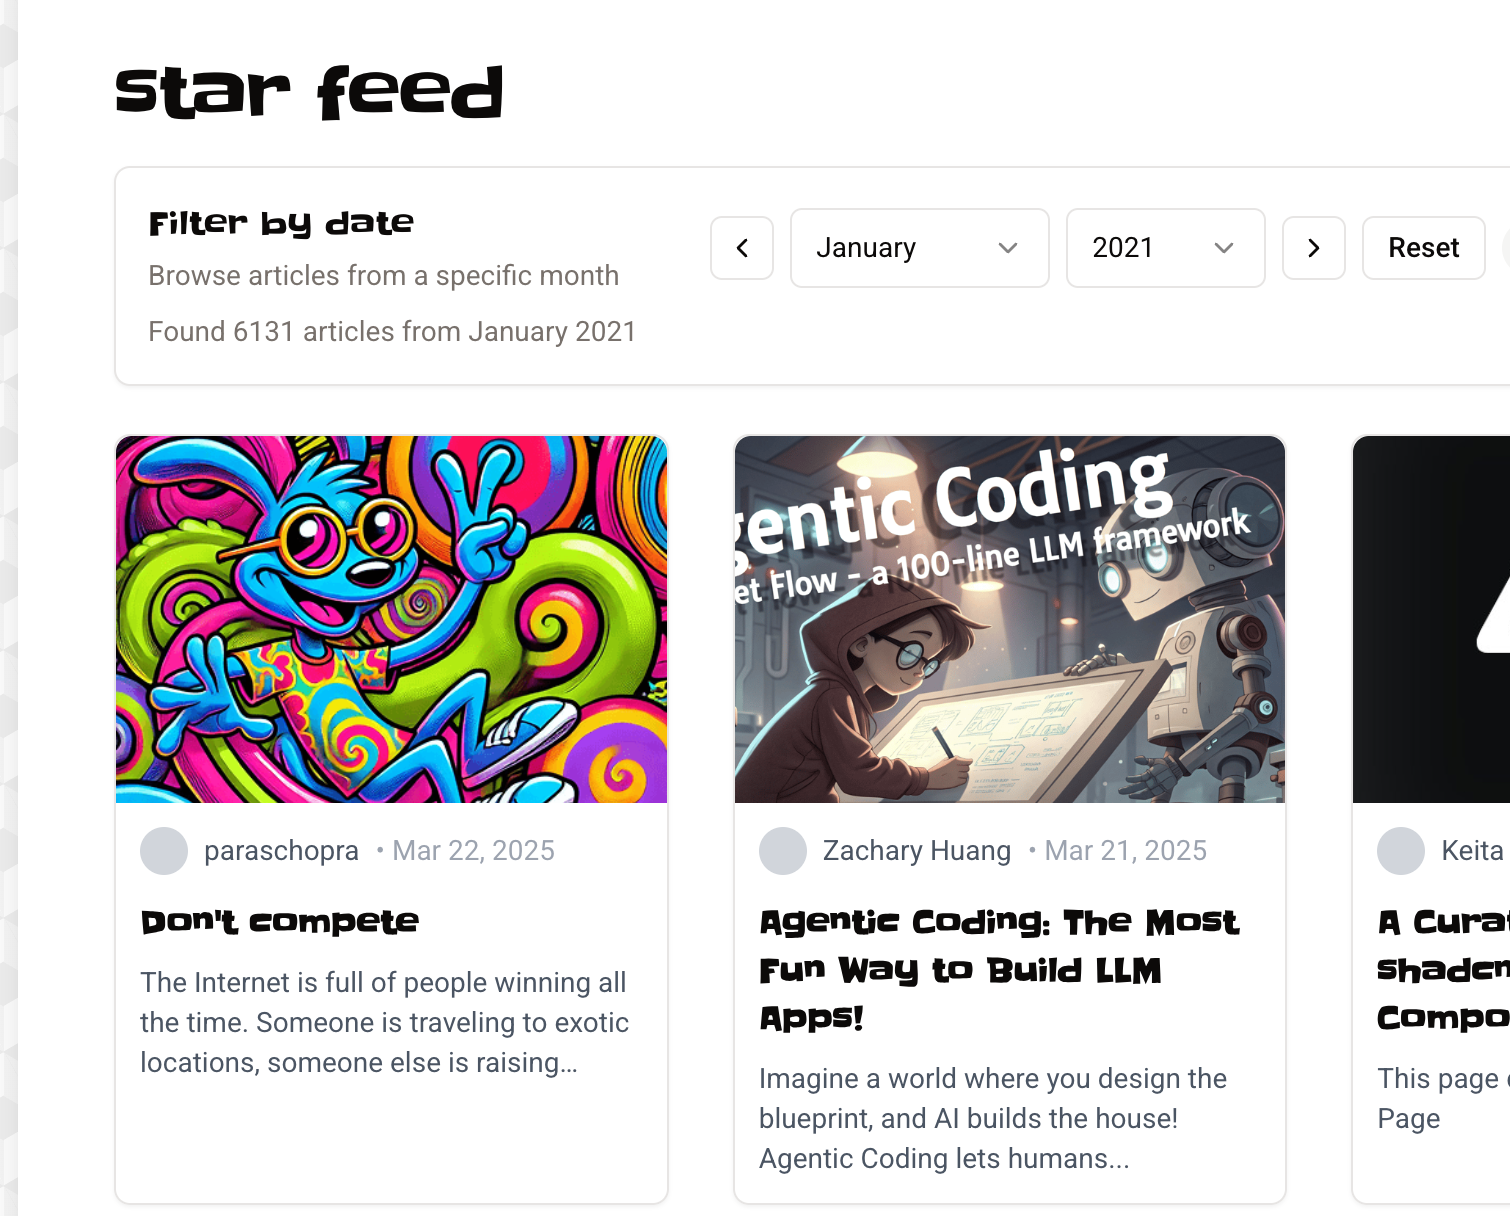 star feed
Filter by date
Browse articles from a specific month
Found 6131 articles from January 2021
January
2021
Reset
gentic Coding
et Flow - a 100-line LLM framework
paraschopra • Mar 22, 2025
Don't compete
The Internet is full of people winning all
the time. Someone is traveling to exotic
locations, someone else is raising...
Zachary Huang • Mar 21, 2025
Agentic Coding: The Most
Fun Way to Build LLM
Apps!
Imagine a world where you design the
blueprint, and AI builds the house!
Agentic Coding lets humans...
Keita
A Cura
shadcn
Compo
This page
Page